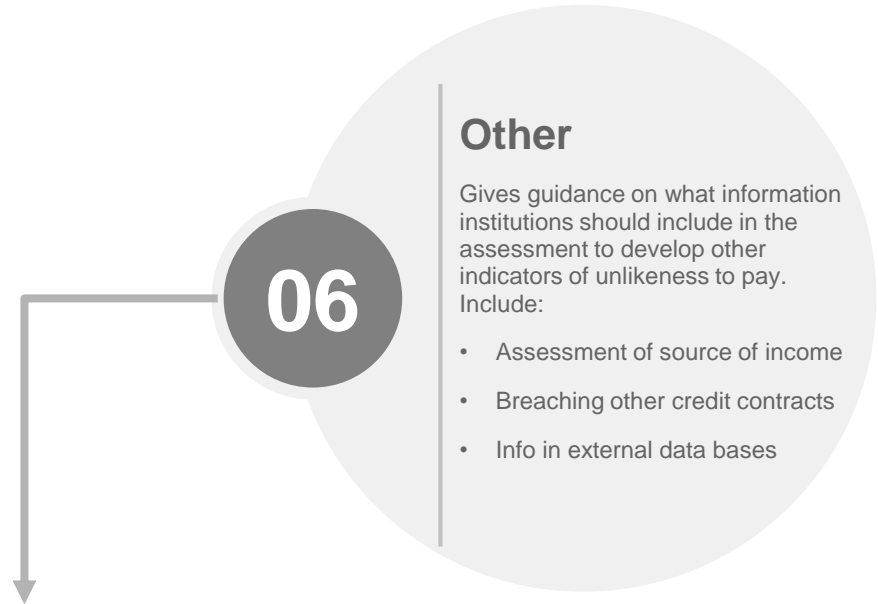 Other
Gives guidance on what information
institutions should include in the
assessment to develop other
indicators of unlikeness to pay.
Include:
06
• Assessment of source of income
• Breaching other credit contracts
• Info in external data bases